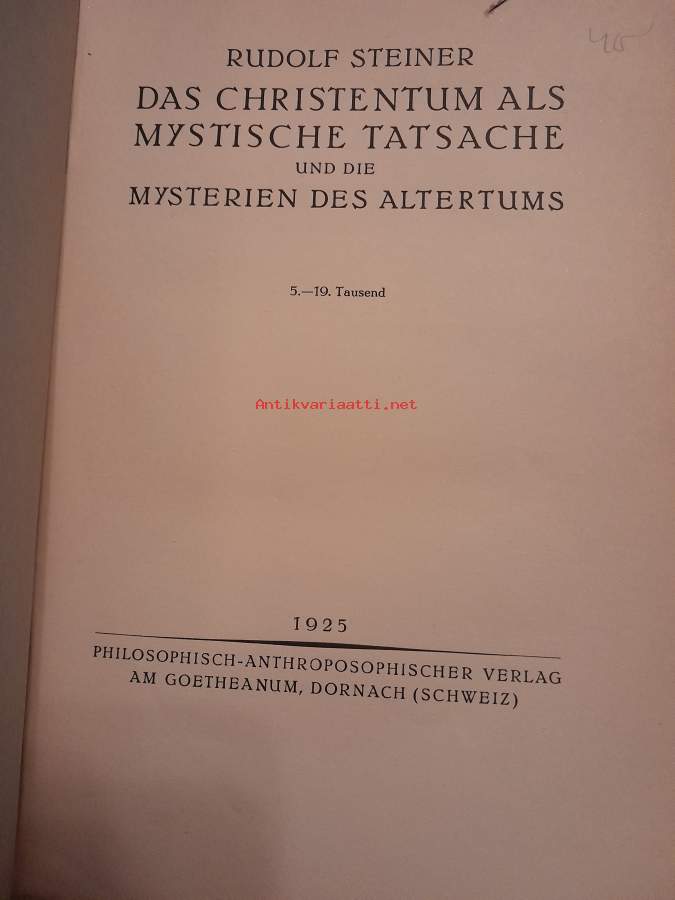 RUDOLF STEINER
DAS CHRISTENTUM ALS
MYSTISCHE TATSACHE
UND DIE
MYSTERIEN DES ALTERTUMS
5.—19. Tausend
Antikvariaatti.net
1925
PHILOSOPHISCH-ANTHROPOSOPHISCHER VERLAG
AM GOETHEANUM, DORNACH (SCHWEIZ)